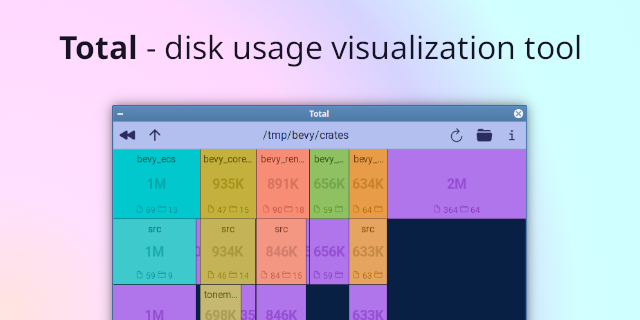 Total - disk usage visualization tool
Total
/tmp/bevy/crates
bevy_ecs bevy_core... bevy_ren... bevy_... bevy_...
1M 935K 891K 656K 634K 2M
69 13 47 15 90 18 59 64 364 64
src src src src
1M 934K 846K 656K 633K
59 9 46 14 84 15 59 63
tonem...
1M 698K 35 846K